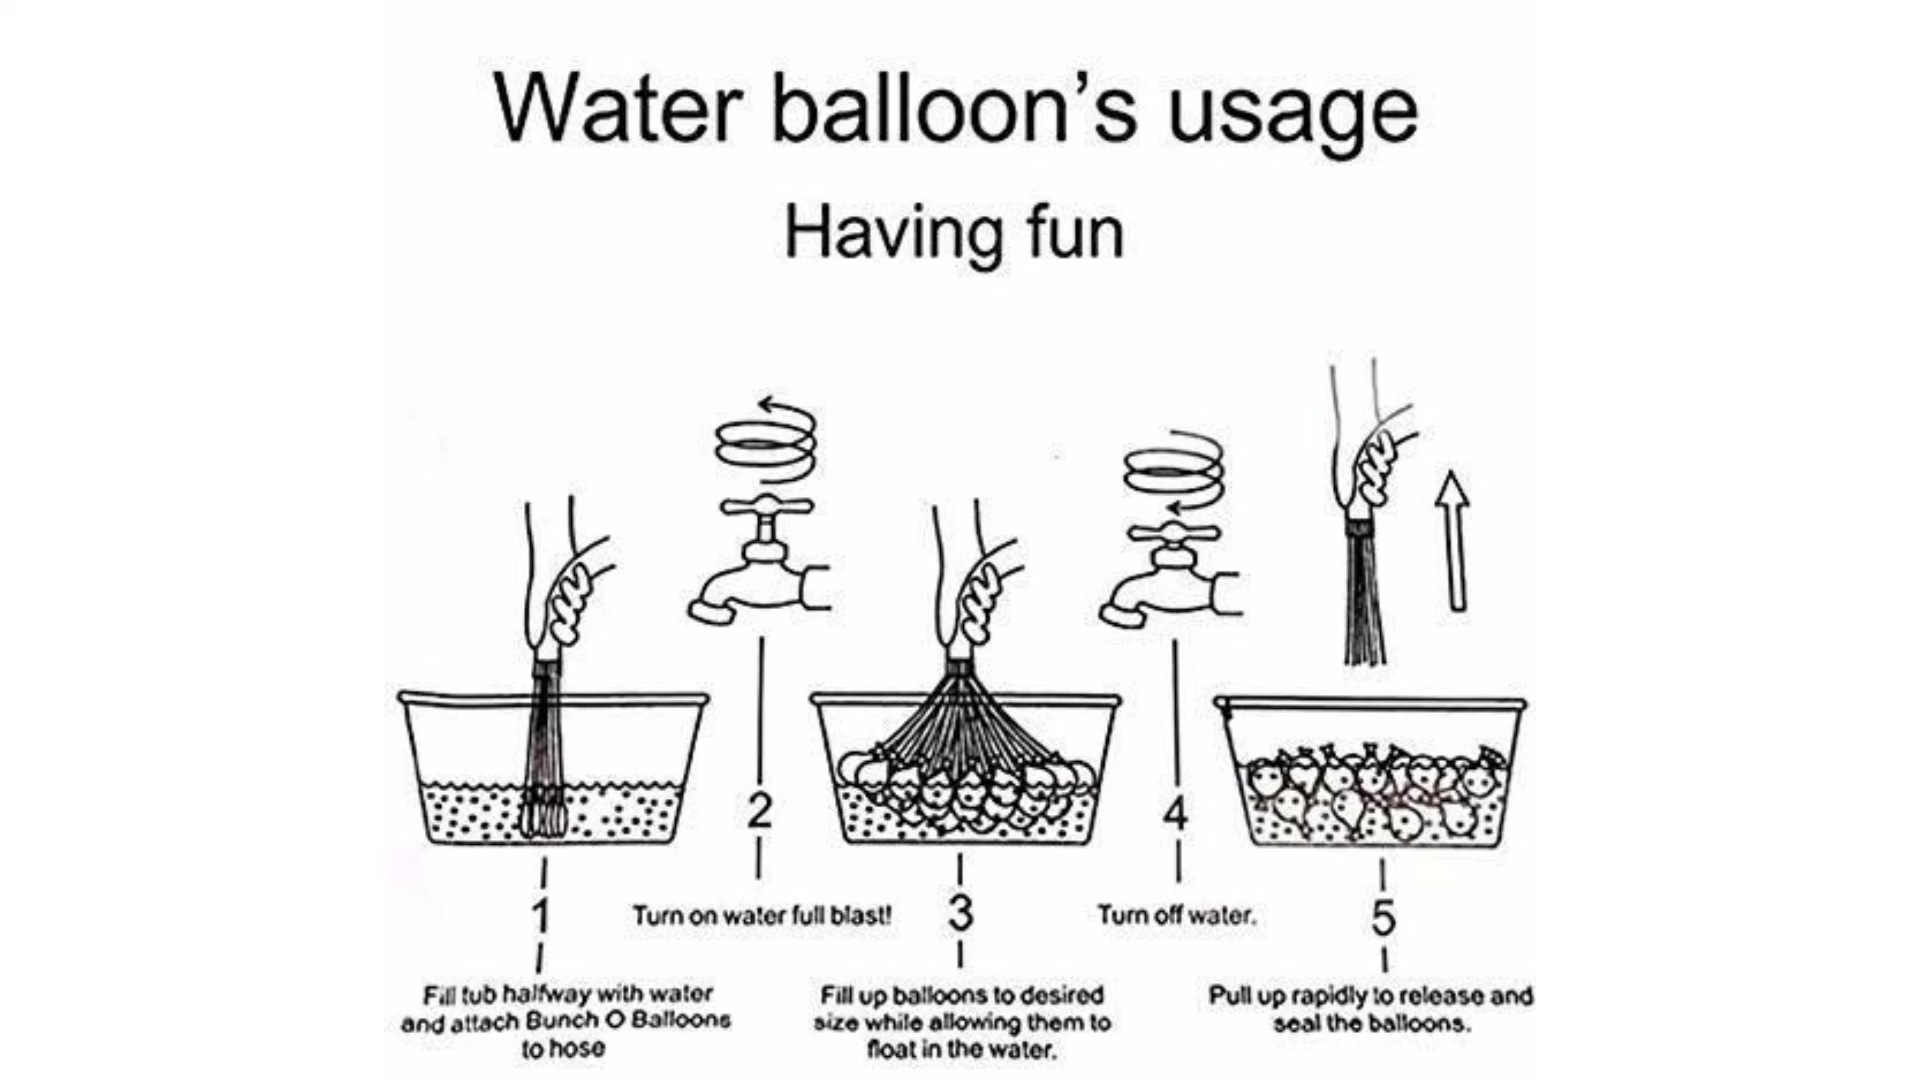 Water balloon’s usage
Having fun
1
Fill tub halfway with water
and attach Bunch O Balloons
to hose
2
Turn on water full blast!
3
Fill up balloons to desired
size while allowing them to
float in the water.
4
Turn off water.
5
Pull up rapidly to release and
seal the balloons.